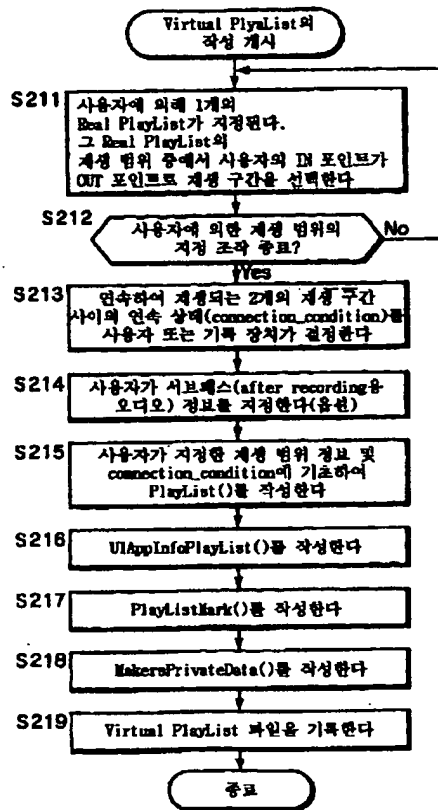 Virtual PlyaList의
작성 개시
S211
사용자에 의해 1개의
Real PlayList가 지정된다.
그 Real PlayList의
재생 범위 중에서 사용자의 IN 포인트가
OUT 포인트로 재생 구간을 선택한다
S212
사용자에 의한 재생 범위의
지정 조작 종료?
No
Yes
S213
연속하여 재생되는 2개의 재생 구간
사이의 연속 상태(connection_condition)를
사용자 또는 기록 장치가 결정한다
S214
사용자가 서브패스(after recording용
오디오) 정보를 지정한다(옵션)
S215
사용자가 지정한 재생 범위 정보 및
connection_condition에 기초하여
PlayList()를 작성한다
S216
UIAppInfoPlayList()를 작성한다
S217
PlayListMark()를 작성한다
S218
MakersPrivateData()를 작성한다
S219
Virtual PlayList 파일을 기록한다
종료